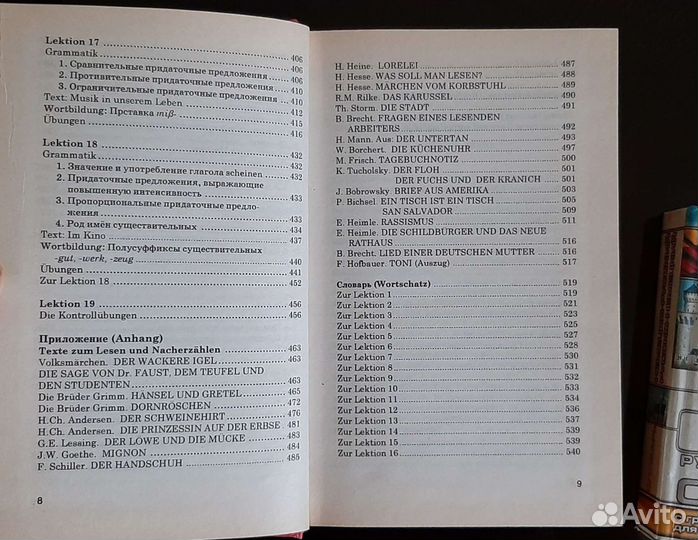 Lektion 17 ........ 406
Grammatik ........ 406
1. Сравнительные придаточные предложения ........ 406
2. Противительные придаточные предложения ........ 410
3. Ограничительные придаточные предложения ........ 410
Text: Musik in unserem Leben ........ 412
Wortbildung: Прставка miß- ........ 415
Übungen ........ 416
Lektion 18 ........ 432
Grammatik ........ 432
1. Значение и употребление глагола scheinen ........ 432
2. Придаточные предложения, выражающие
повышенную интенсивность ........ 433
3. Пропорциональные придаточные предло-
жения ........ 433
4. Род имён существительных ........ 434
Text: Im Kino ........ 437
Wortbildung: Полусуффиксы существительных
-gut, -werk, -zeug ........ 440
Übungen ........ 441
Zur Lektion 18 ........ 452
Lektion 19 ........ 456
Die Kontrollübungen ........ 456
Приложение (Anhang)
Texte zum Lesen und Nacherzählen ........ 463
Volksmärchen. DER WACKERE IGEL ........ 463
DIE SAGE VON Dr. FAUST, DEM TEUFEL UND
DEN STUDENTEN ........ 463
Die Brüder Grimm. HÄNSEL UND GRETEL ........ 465
Die Brüder Grimm. DORNRÖSCHEN ........ 472
H.Ch. Andersen. DER SCHWEINEHIRT ........ 476
H.Ch. Andersen. DIE PRINZESSIN AUF DER ERBSE 481
G.E. Lessing. DER LÖWE UND DIE MÜCKE ........ 483
J.W. Goethe. MIGNON ........ 484
F. Schiller. DER HANDSCHUH ........ 485
8
H. Heine. LORELEI ........ 487
H. Hesse. WAS SOLL MAN LESEN? ........ 488
H. Hesse. MÄRCHEN VOM KORBSTUHL ........ 489
R.M. Rilke. DAS KARUSSEL ........ 490
Th. Storm. DIE STADT ........ 491
B. Brecht. FRAGEN EINES LESENDEN
ARBEITERS ........ 492
H. Mann. Aus: DER UNTERTAN ........ 493
W. Borchert. DIE KÜCHENUHR ........ 497
M. Frisch. TAGEBUCHNOTIZ ........ 500
K. Tucholsky. DER FLOH ........ 501
DER FUCHS UND DER KRANICH ........ 501
J. Bobrowsky. BRIEF AUS AMERIKA ........ 503
P. Bichsel. EIN TISCH IST EIN TISCH ........ 505
SAN SALVADOR ........ 509
E. Heimle. RASSISMUS ........ 511
E. Heimle. DIE SCHILDBÜRGER UND DAS NEUE
RATHAUS ........ 516
B. Brecht. LIED EINER DEUTSCHEN MUTTER ........ 516
F. Hofbauer. TONI (Auszug) ........ 517
Словарь (Wortschatz) ........ 519
Zur Lektion 1 ........ 519
Zur Lektion 2 ........ 521
Zur Lektion 3 ........ 523
Zur Lektion 4 ........ 525
Zur Lektion 5 ........ 527
Zur Lektion 6 ........ 528
Zur Lektion 7 ........ 530
Zur Lektion 8 ........ 531
Zur Lektion 9 ........ 532
Zur Lektion 10 ........ 533
Zur Lektion 11 ........ 534
Zur Lektion 12 ........ 536
Zur Lektion 13 ........ 537
Zur Lektion 14 ........ 539
Zur Lektion 15 ........ 539
Zur Lektion 16 ........ 540
9
Avito